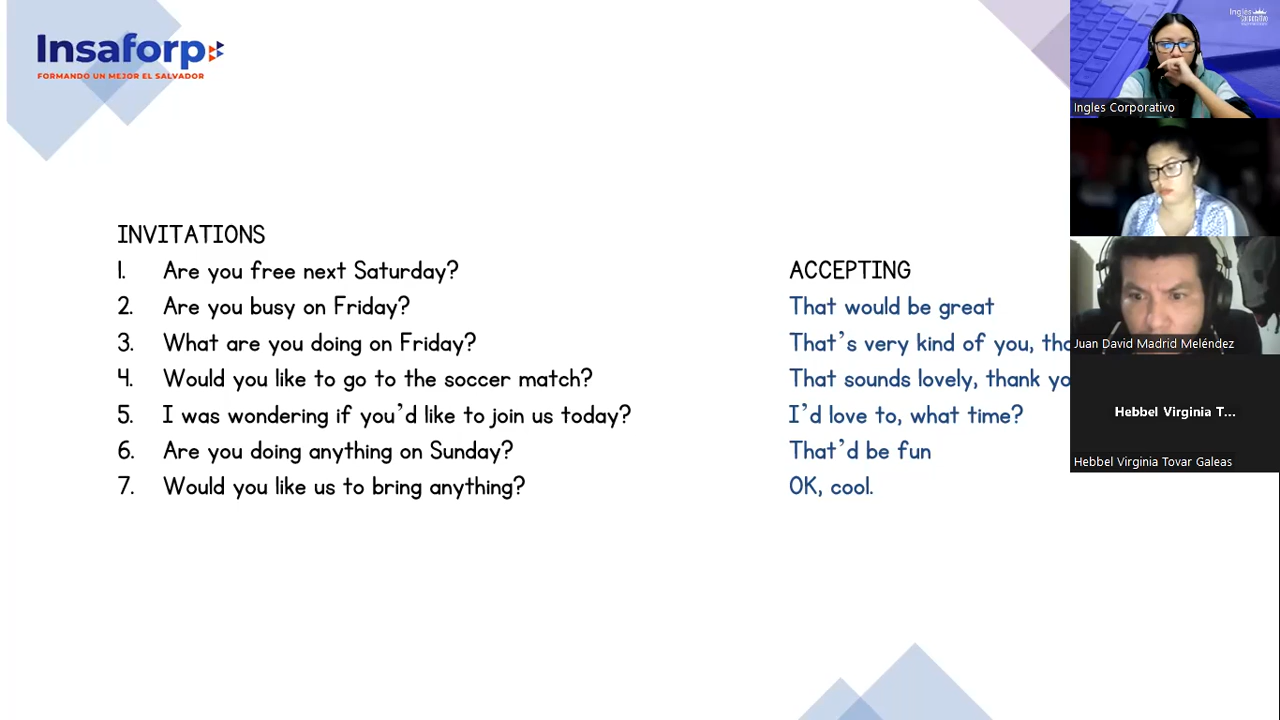 Insaforp
FORMANDO UN MEJOR EL SALVADOR
INVITATIONS
1. Are you free next Saturday?
2. Are you busy on Friday?
3. What are you doing on Friday?
4. Would you like to go to the soccer match?
5. I was wondering if you'd like to join us today?
6. Are you doing anything on Sunday?
7. Would you like us to bring anything?
ACCEPTING
That would be great
That's very kind of you,
That sounds lovely, thank
I'd love to, what time?
That'd be fun
OK, cool.
Ingles Corporativo
Juan David Madrid Meléndez
Hebbel Virginia T...
Hebbel Virginia Tovar Galeas